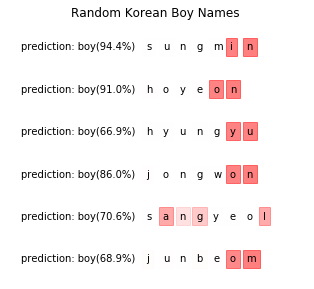 Random Korean Boy Names
prediction: boy(94.4%) s u n g m i n
prediction: boy(91.0%) h o y e o n
prediction: boy(66.9%) h y u n g y u
prediction: boy(86.0%) j o n g w o n
prediction: boy(70.6%) s a n g y e o l
prediction: boy(68.9%) j u n b e o m